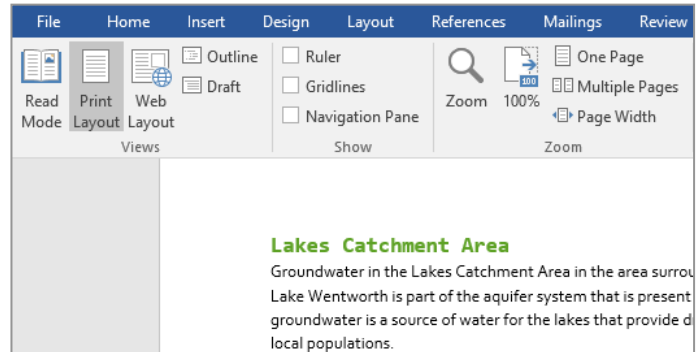 File Home Insert Design Layout References Mailings Review
Read Mode
Print Layout
Web Layout
Outline
Draft
Views
Ruler
Gridlines
Navigation Pane
Show
Zoom
100
100%
One Page
Multiple Pages
Page Width
Zoom
Lakes Catchment Area
Groundwater in the Lakes Catchment Area in the area
Lake Wentworth is part of the aquifer system that is present
groundwater is a source of water for the lakes that provide
local populations.